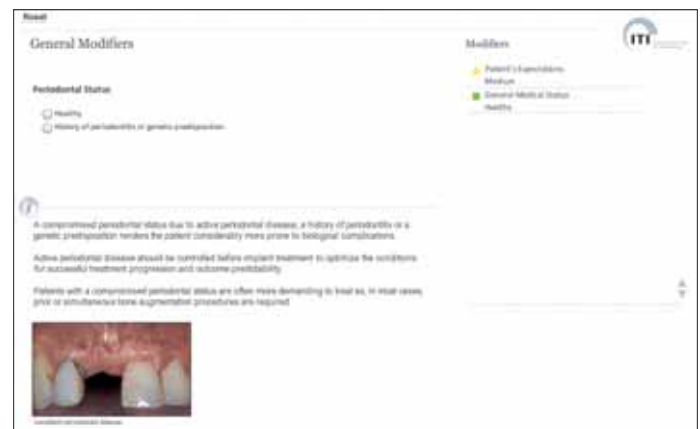 Reset
General Modifiers
Periodontal Status
Healthy
History of periodontitis or genetic predisposition
A compromised periodontal status due to active periodontal disease, a history of periodontitis or a
genetic predisposition renders the patient considerably more prone to biological complications.
Active periodontal disease should be controlled before implant treatment to optimize the conditions
for successful treatment progression and outcome predictability.
Patients with a compromised periodontal status are often more demanding to treat as, in most cases,
prior or simultaneous bone augmentation procedures are required
periodontal disease
Modifiers
Patient's Expectations
Medium
General Medical Status
Healthy
ITI